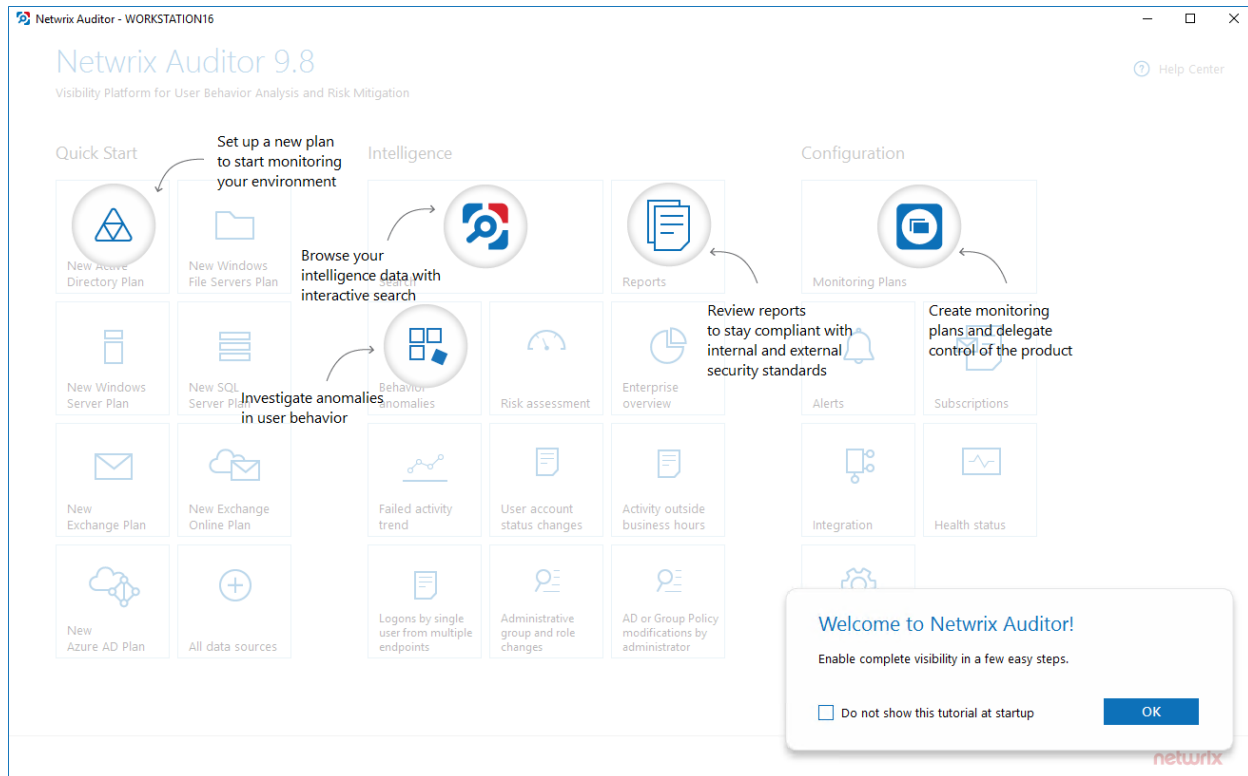 Netwrix Auditor - WORKSTATION16
Netwrix Auditor 9.8
Visibility Platform for User Behavior Analysis and Risk Mitigation
Help Center
Quick Start
Set up a new plan
to start monitoring
your environment
New Active
Directory Plan
New Windows
File Servers Plan
New Windows
Server Plan
New SQL
Server Plan
New
Exchange Plan
New Exchange
Online Plan
New
Azure AD Plan
All data sources
Intelligence
Browse your
intelligence data with
interactive search
Search
Reports
Review reports
to stay compliant with
internal and external
security standards
Investigate anomalies
in user behavior
Behavior
anomalies
Risk assessment
Enterprise
overview
Failed activity
trend
User account
status changes
Activity outside
business hours
Logons by single
user from multiple
endpoints
Administrative
group and role
changes
AD or Group Policy
modifications by
administrator
Configuration
Monitoring Plans
Create monitoring
plans and delegate
control of the product
Alerts
Subscriptions
Integration
Health status
Welcome to Netwrix Auditor!
Enable complete visibility in a few easy steps.
Do not show this tutorial at startup
OK
netwrix